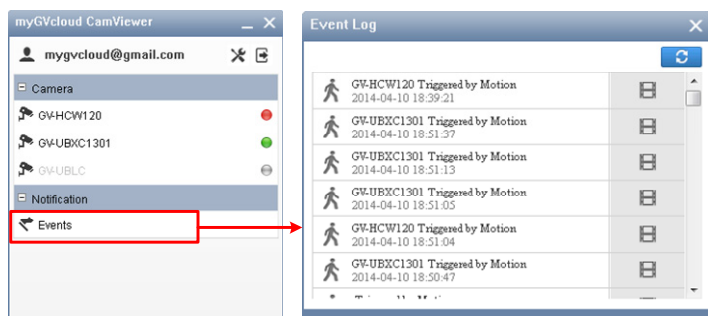 myGVcloud CamViewer
mygvcloud@gmail.com
Camera
GV-HCW120
GV-UBXC1301
GV-UBLC
Notification
Events
Event Log
GV-HCW120 Triggered by Motion
2014-04-10 18:39:21
GV-UBXC1301 Triggered by Motion
2014-04-10 18:51:37
GV-UBXC1301 Triggered by Motion
2014-04-10 18:51:13
GV-UBXC1301 Triggered by Motion
2014-04-10 18:51:05
GV-HCW120 Triggered by Motion
2014-04-10 18:51:04
GV-UBXC1301 Triggered by Motion
2014-04-10 18:50:47